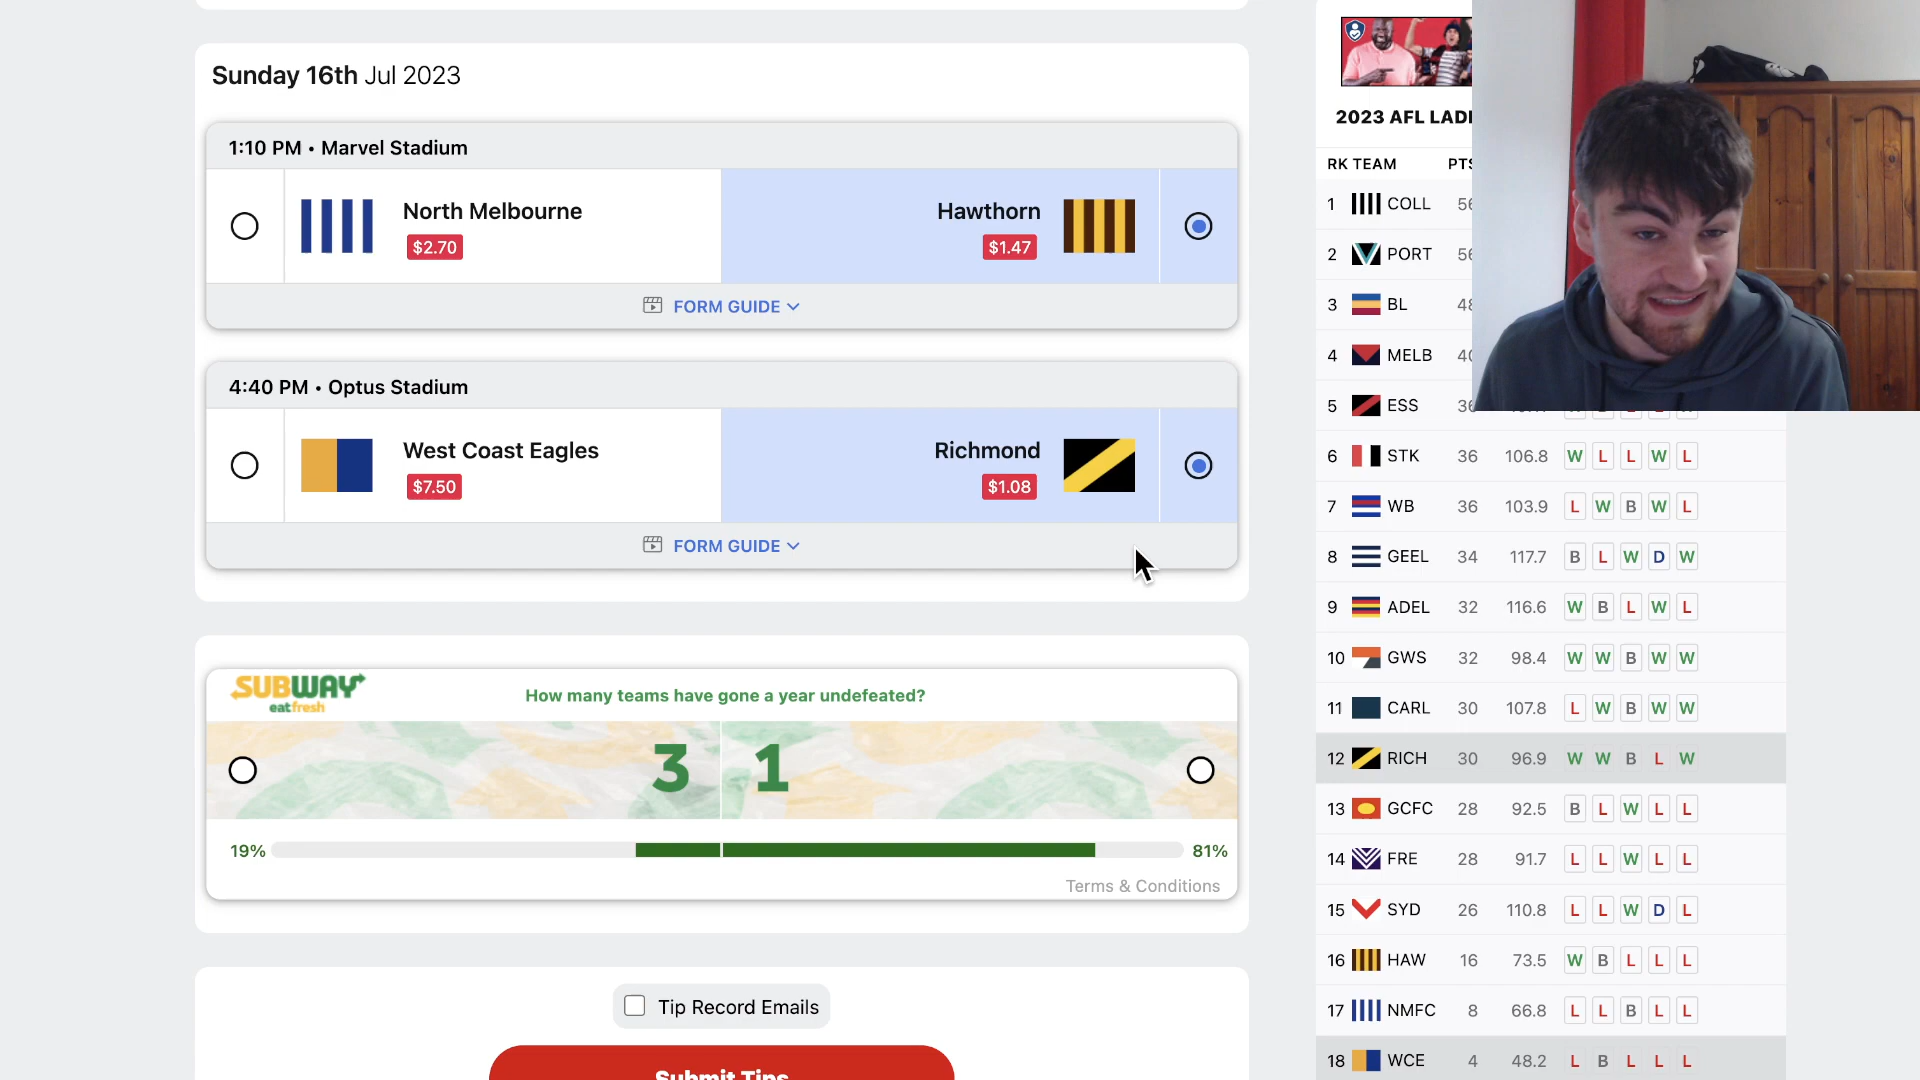 Sunday 16th Jul 2023
1:10 PM • Marvel Stadium
North Melbourne
$2.70
Hawthorn
$1.47
FORM GUIDE
4:40 PM • Optus Stadium
West Coast Eagles
$7.50
Richmond
$1.08
FORM GUIDE
SUBWAY
eat fresh
How many teams have gone a year undefeated?
3 1
19%
81%
Terms & Conditions
Tip Record Emails
Submit Tips
2023 AFL
RK TEAM PTS
1 COLL
2 PORT
3 BL
4 MELB
5 ESS
6 STK 36 106.8 W L L W L
7 WB 36 103.9 L W B W L
8 GEEL 34 117.7 B L W D W
9 ADEL 32 116.6 W B L W L
10 GWS 32 98.4 W W B W W
11 CARL 30 107.8 L W B W W
12 RICH 30 96.9 W W B L W
13 GCFC 28 92.5 B L W L L
14 FRE 28 91.7 L L W L L
15 SYD 26 110.8 L L W D L
16 HAW 16 73.5 W B L L L
17 NMFC 8 66.8 L L B L L
18 WCE 4 48.2 L B L L L